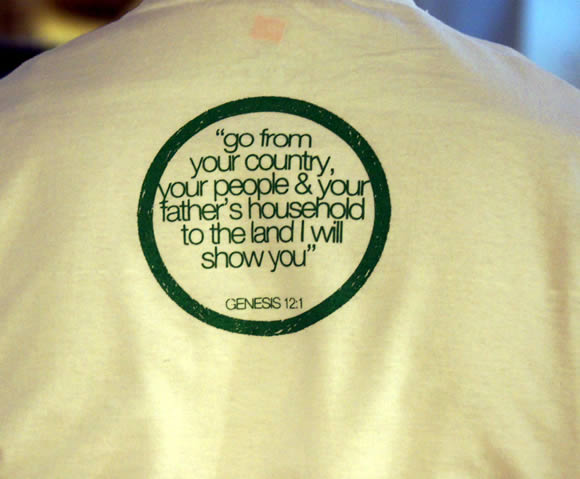 “go from
your country,
your people & your
father's household
to the land I will
show you”
GENESIS 12:1